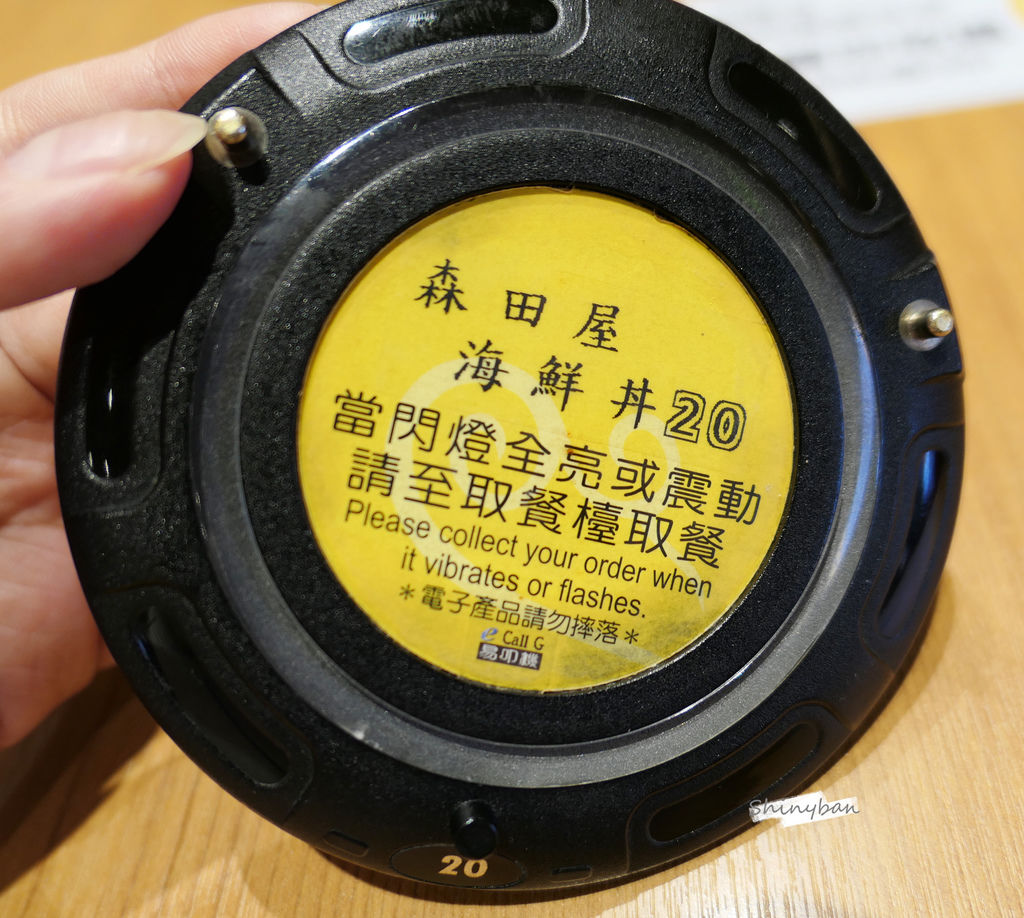 森田屋
海鮮丼20
當閃燈全亮或震動
請至取餐檯取餐
Please collect your order when
it vibrates or flashes.
＊電子產品請勿摔落＊
e Call G
易叩機
20
Shinyban